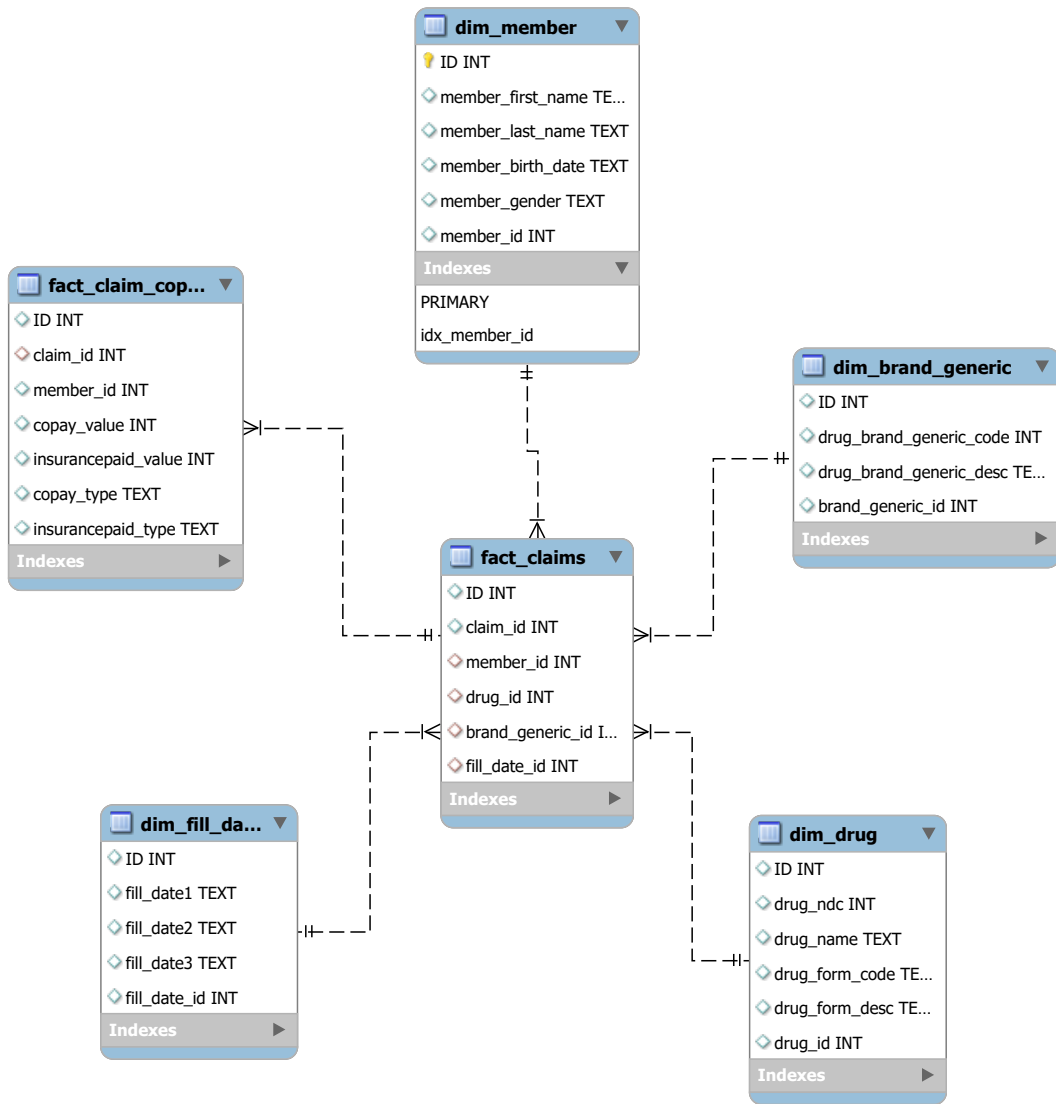 dim_member
ID INT
member_first_name TE...
member_last_name TEXT
member_birth_date TEXT
member_gender TEXT
member_id INT
Indexes
PRIMARY
idx_member_id
fact_claim_cop...
ID INT
claim_id INT
member_id INT
copay_value INT
insurancepaid_value INT
copay_type TEXT
insurancepaid_type TEXT
Indexes
dim_brand_generic
ID INT
drug_brand_generic_code INT
drug_brand_generic_desc TE...
brand_generic_id INT
Indexes
fact_claims
ID INT
claim_id INT
member_id INT
drug_id INT
brand_generic_id I...
fill_date_id INT
Indexes
dim_fill_da...
ID INT
fill_date1 TEXT
fill_date2 TEXT
fill_date3 TEXT
fill_date_id INT
Indexes
dim_drug
ID INT
drug_ndc INT
drug_name TEXT
drug_form_code TE...
drug_form_desc TE...
drug_id INT
Indexes